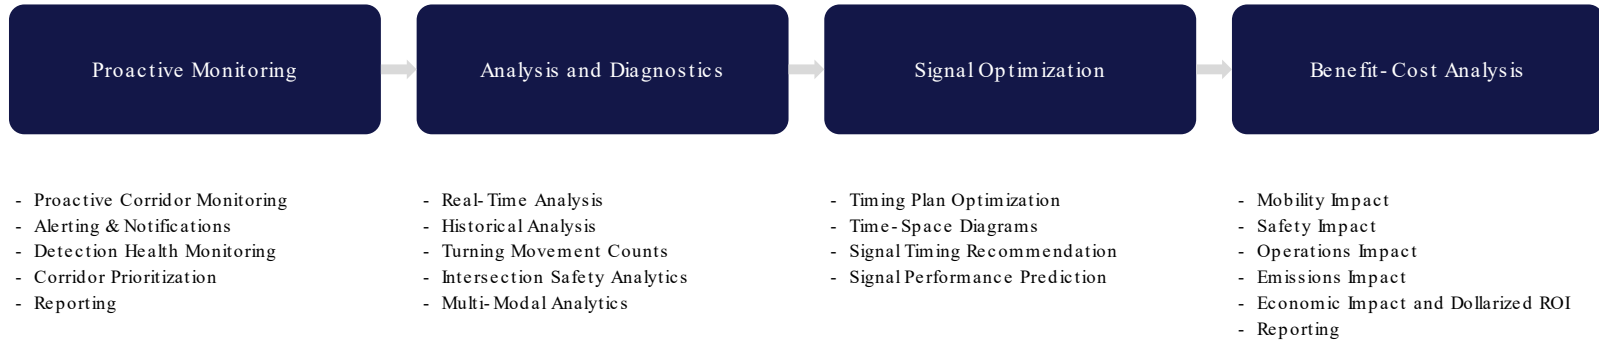 Proactive Monitoring
Analysis and Diagnostics
Signal Optimization
Benefit-Cost Analysis
- Proactive Corridor Monitoring
- Alerting & Notifications
- Detection Health Monitoring
- Corridor Prioritization
- Reporting
- Real-Time Analysis
- Historical Analysis
- Turning Movement Counts
- Intersection Safety Analytics
- Multi-Modal Analytics
- Timing Plan Optimization
- Time-Space Diagrams
- Signal Timing Recommendation
- Signal Performance Prediction
- Mobility Impact
- Safety Impact
- Operations Impact
- Emissions Impact
- Economic Impact and Dollarized ROI
- Reporting